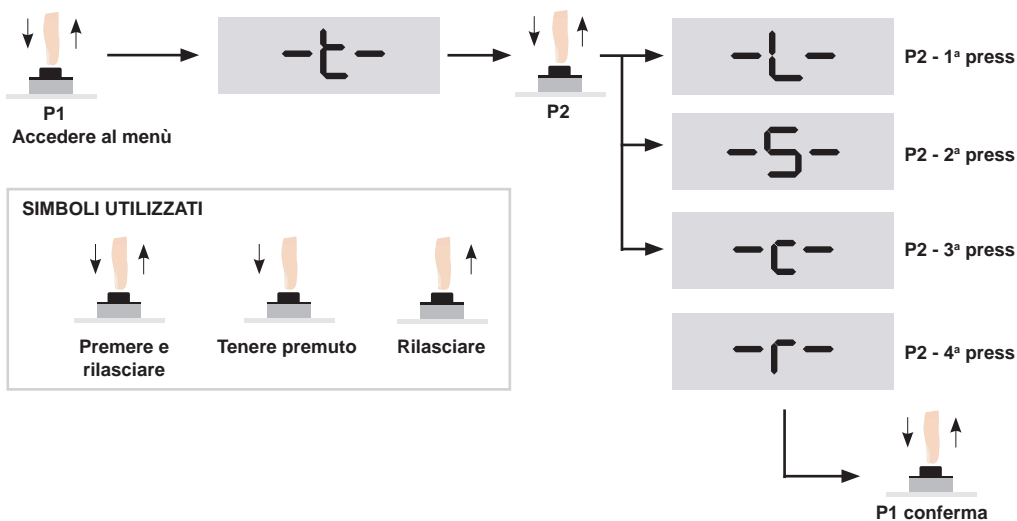 -t-
P1
Accedere al menù
P2
-L-
P2 - 1ª press
-S-
P2 - 2ª press
-c-
P2 - 3ª press
-r-
P2 - 4ª press
P1 conferma
SIMBOLI UTILIZZATI
Premere e
rilasciare
Tenere premuto
Rilasciare